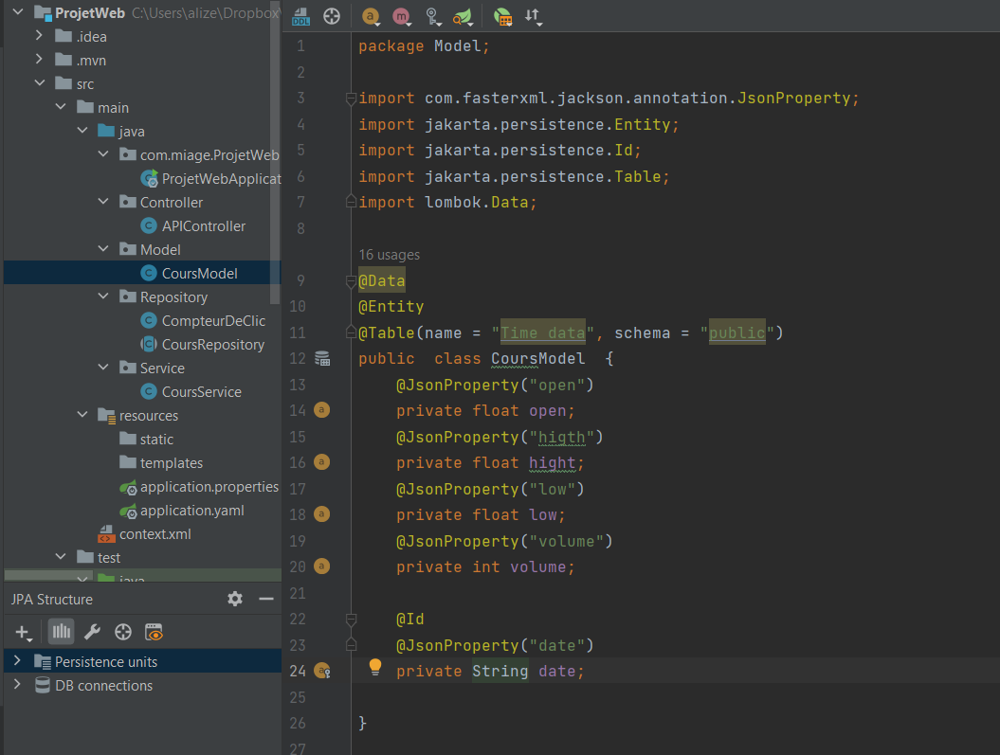 ProjetWeb C:\Users\alize\Dropbox
.idea
.mvn
src
main
java
com.miage.ProjetWeb
ProjetWebApplicat
Controller
APIController
Model
CoursModel
Repository
CompteurDeClic
CoursRepository
Service
CoursService
resources
static
templates
application.properties
application.yaml
context.xml
test
java
JPA Structure
Persistence units
DB connections
DDL
1 package Model;
2
3 import com.fasterxml.jackson.annotation.JsonProperty;
4 import jakarta.persistence.Entity;
5 import jakarta.persistence.Id;
6 import jakarta.persistence.Table;
7 import lombok.Data;
8
16 usages
9 @Data
10 @Entity
11 @Table(name = "Time_data", schema = "public")
12 public  class CoursModel  {
13 @JsonProperty("open")
14 private float open;
15 @JsonProperty("higth")
16 private float hight;
17 @JsonProperty("low")
18 private float low;
19 @JsonProperty("volume")
20 private int volume;
21
22 @Id
23 @JsonProperty("date")
24 private String date;
25
26 }
27